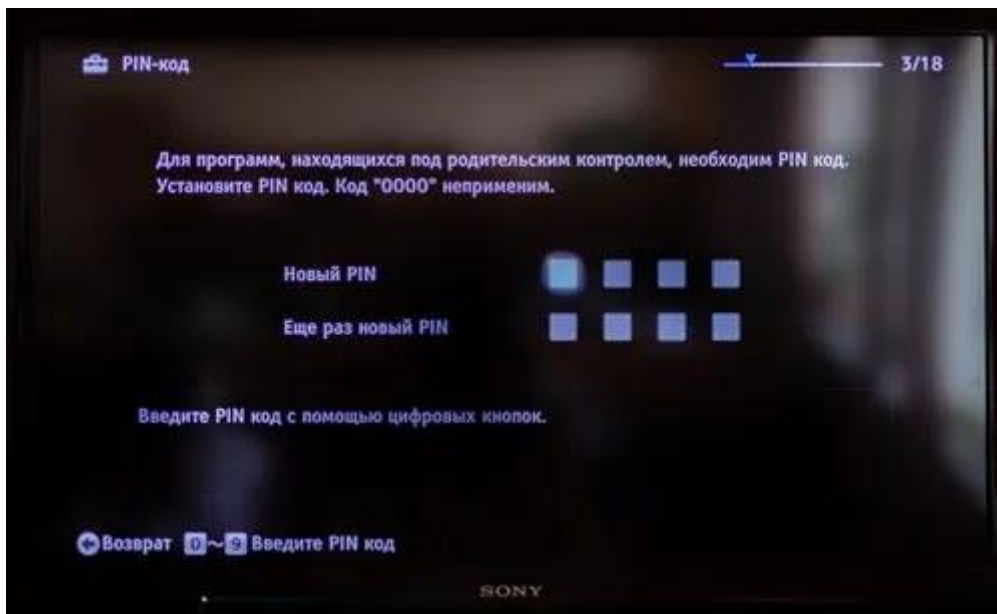 PIN-код
3/18
Для программ, находящихся под родительским контролем, необходим PIN код.
Установите PIN код. Код "0000" неприменим.
Новый PIN
Еще раз новый PIN
Введите PIN код с помощью цифровых кнопок.
Возврат 0~9 Введите PIN код
SONY